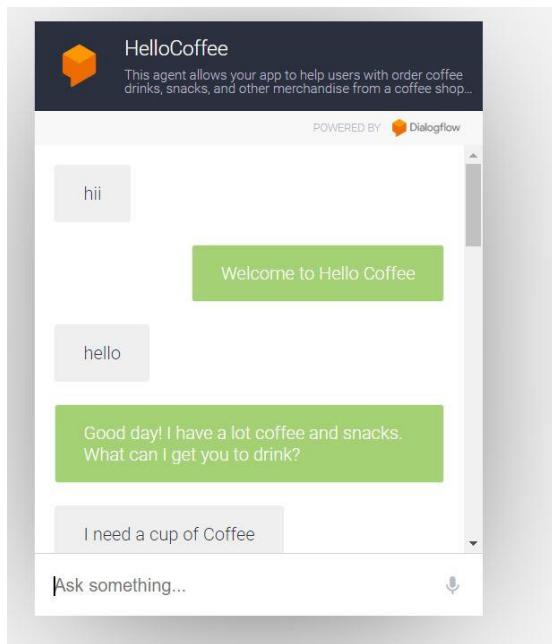 HelloCoffee
This agent allows your app to help users with order coffee
drinks, snacks, and other merchandise from a coffee shop...
POWERED BY Dialogflow
hii
Welcome to Hello Coffee
hello
Good day! I have a lot coffee and snacks.
What can I get you to drink?
I need a cup of Coffee
Ask something...